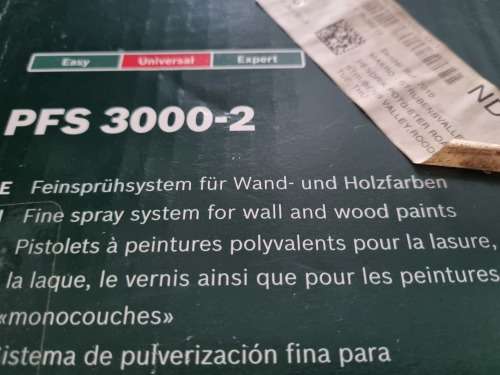 Easy Universal Expert
PFS 3000-2
E Feinsprühsystem für Wand- und Holzfarben
Fine spray system for wall and wood paints
Pistolets à peintures polyvalents pour la lasure,
la laque, le vernis ainsi que pour les peintures
«monocouches»
istema de pulverización fina para